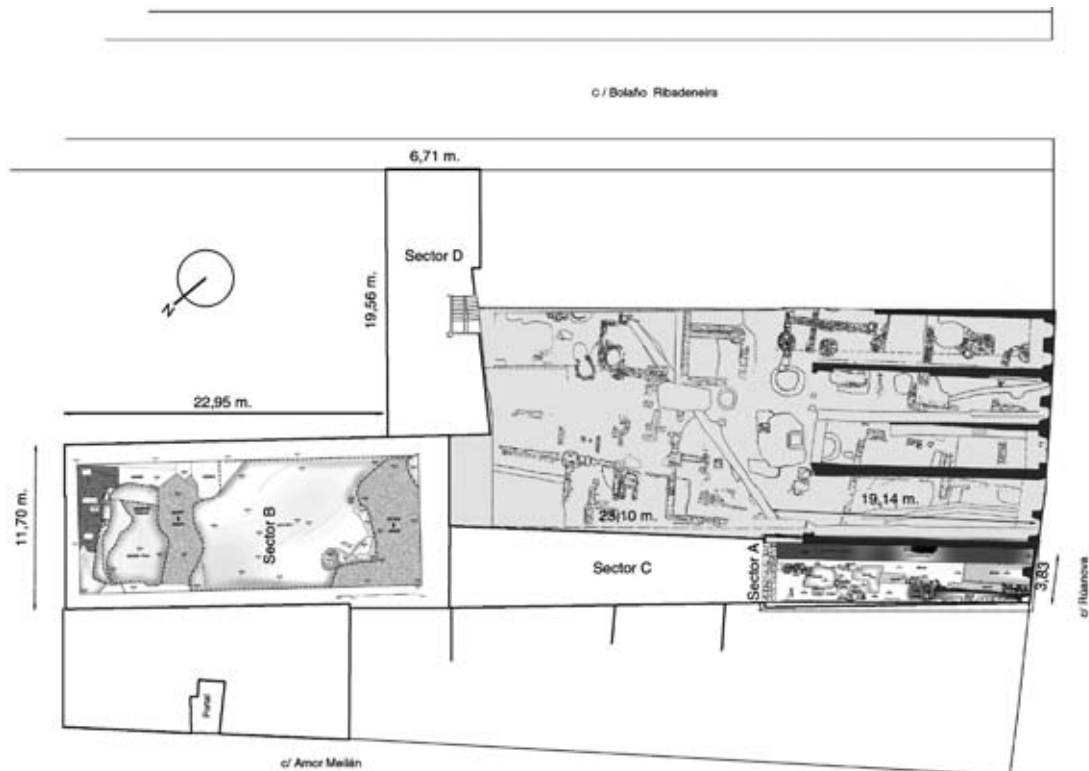 c / Bolaño Ribadeneira
6,71 m.
Sector D
19,56 m.
N
22,95 m.
11,70 m.
Sector B
23,10 m.
19,14 m.
Sector C
Sector A
3,83
c/ Rúanova
Portal
c/ Amor Meilán